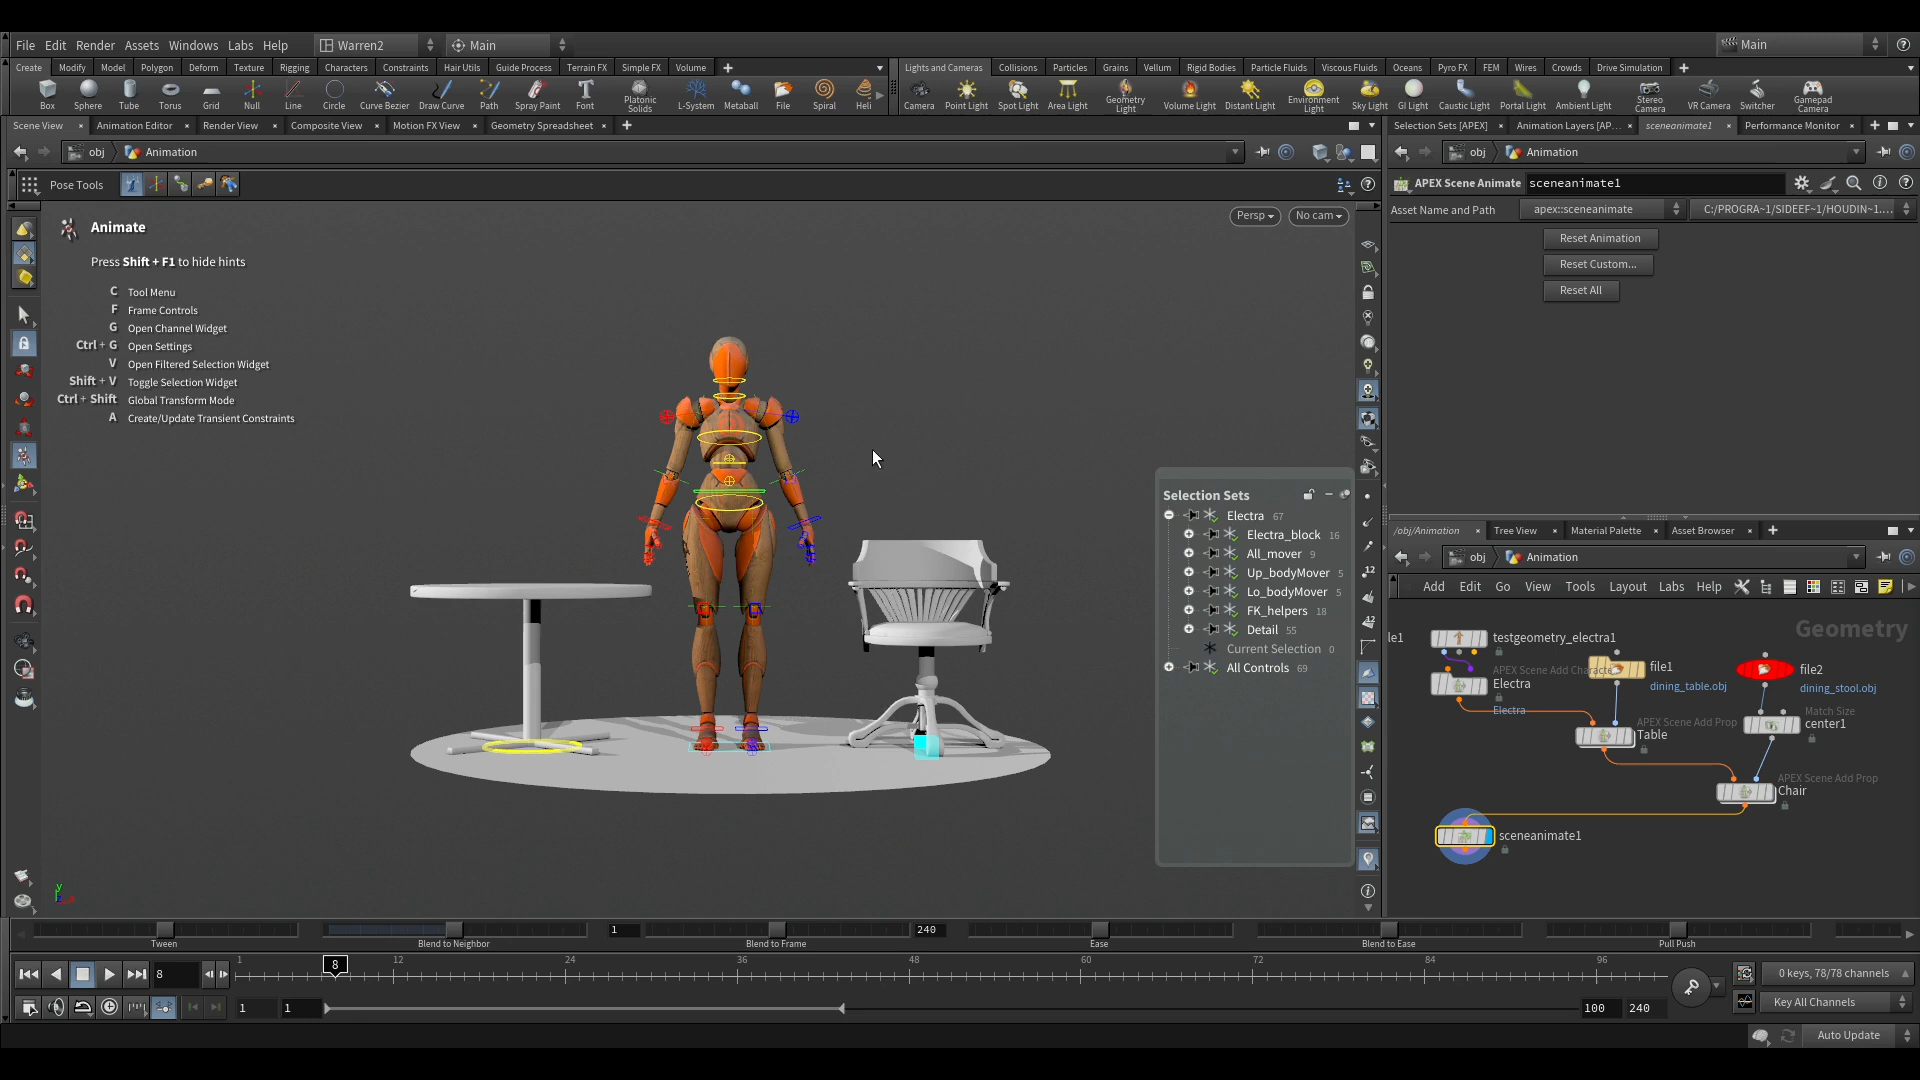 File Edit Render Assets Windows Labs Help Warren2 Main Main
Create Modify Model Polygon Deform Texture Rigging Characters Constraints Hair Utils Guide Process Terrain FX Simple FX Volume
Lights and Cameras Collisions Particles Grains Vellum Rigid Bodies Particle Fluids Viscous Fluids Oceans Pyro FX FEM Wires Crowds Drive Simulation
Box Sphere Tube Torus Grid Null Line Circle Curve Bezier Draw Curve Path Spray Paint Font Platonic Solids L-System Metaball File Spiral Heli
Camera Point Light Spot Light Area Light Geometry Light Volume Light Distant Light Environment Light Sky Light GI Light Caustic Light Portal Light Ambient Light Stereo Camera VR Camera Switcher Gamepad Camera
Scene View Animation Editor Render View Composite View Motion FX View Geometry Spreadsheet
Selection Sets [APEX] Animation Layers [AP... sceneanimate1 Performance Monitor
obj Animation
obj Animation
Pose Tools
APEX Scene Animate sceneanimate1
Asset Name and Path apex::sceneanimate C:/PROGRA~1/SIDEEF~1/HOUDIN~1....
Reset Animation
Reset Custom...
Reset All
Persp No cam
Animate
Press Shift + F1 to hide hints
C Tool Menu
F Frame Controls
G Open Channel Widget
Ctrl + G Open Settings
V Open Filtered Selection Widget
Shift + V Toggle Selection Widget
Ctrl + Shift Global Transform Mode
A Create/Update Transient Constraints
Selection Sets
Electra 67
Electra_block 16
All_mover 9
Up_bodyMover 5
Lo_bodyMover 5
FK_helpers 18
Detail 55
Current Selection 0
All Controls 69
/obj/Animation Tree View Material Palette Asset Browser
obj Animation
Add Edit Go View Tools Layout Labs Help
Geometry
le1 testgeometry_electra1
APEX Scene Add Characte
Electra
Electra
file1
dining_table.obj
file2
dining_stool.obj
Match Size
center1
APEX Scene Add Prop
Table
APEX Scene Add Prop
Chair
sceneanimate1
1 240
Tween Blend to Neighbor Blend to Frame Ease Blend to Ease Pull Push
8 1 8 12 24 36 48 60 72 84 96
0 keys, 78/78 channels
1 1 100 240
Key All Channels
Auto Update